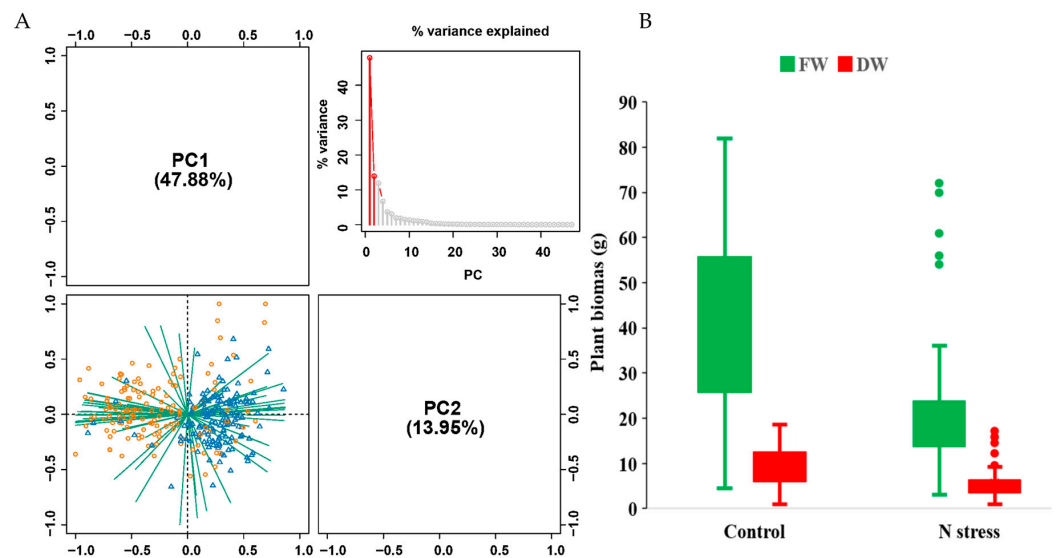 A
−1.0 −0.5 0.0 0.5 1.0
1.0
0.5
0.0
−0.5
−1.0
PC1
(47.88%)
% variance explained
% variance
40
30
20
10
0
0 10 20 30 40
PC
1.0
0.5
0.0
−0.5
−1.0
−1.0 −0.5 0.0 0.5 1.0
PC2
(13.95%)
1.0
0.5
0.0
−0.5
−1.0
−1.0 −0.5 0.0 0.5 1.0
B
FW DW
Plant biomas (g)
90
80
70
60
50
40
30
20
10
0
Control N stress